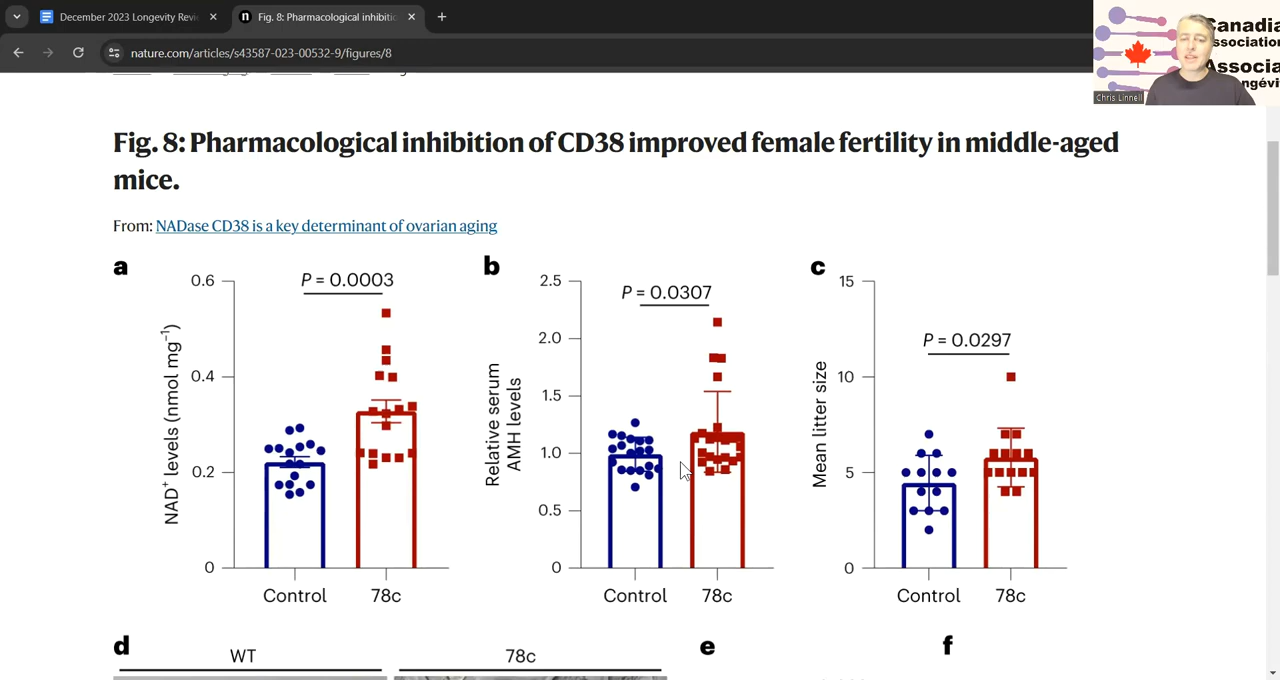 December 2023 Longevity Revi
Fig. 8: Pharmacological inhibitio
nature.com/articles/s43587-023-00532-9/figures/8
Canadia
ssociation
Associa
ngévit
Chris Linnell
Fig. 8: Pharmacological inhibition of CD38 improved female fertility in middle-aged
mice.
From: NADase CD38 is a key determinant of ovarian aging
a
P = 0.0003
NAD+ levels (nmol mg−1)
0.6
0.4
0.2
0
Control
78c
b
P = 0.0307
Relative serum
AMH levels
2.5
2.0
1.5
1.0
0.5
0
Control
78c
c
P = 0.0297
Mean litter size
15
10
5
0
Control
78c
d
WT
78c
e
f